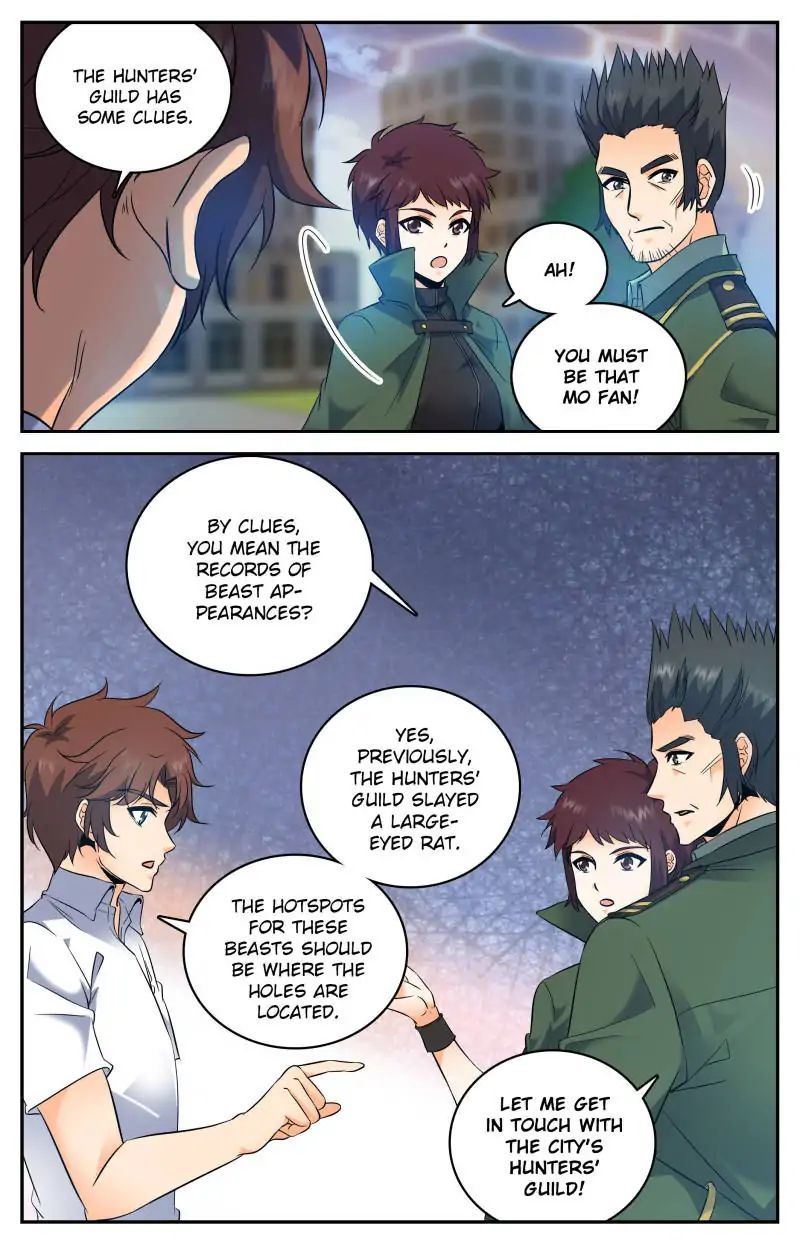 THE HUNTERS'
GUILD HAS
SOME CLUES.
AH!
YOU MUST
BE THAT
MO FAN!
BY CLUES,
YOU MEAN THE
RECORDS OF
BEAST AP-
PEARANCES?
YES,
PREVIOUSLY,
THE HUNTERS'
GUILD SLAYED
A LARGE-
EYED RAT.
THE HOTSPOTS
FOR THESE
BEASTS SHOULD
BE WHERE THE
HOLES ARE
LOCATED.
LET ME GET
IN TOUCH WITH
THE CITY'S
HUNTERS'
GUILD!